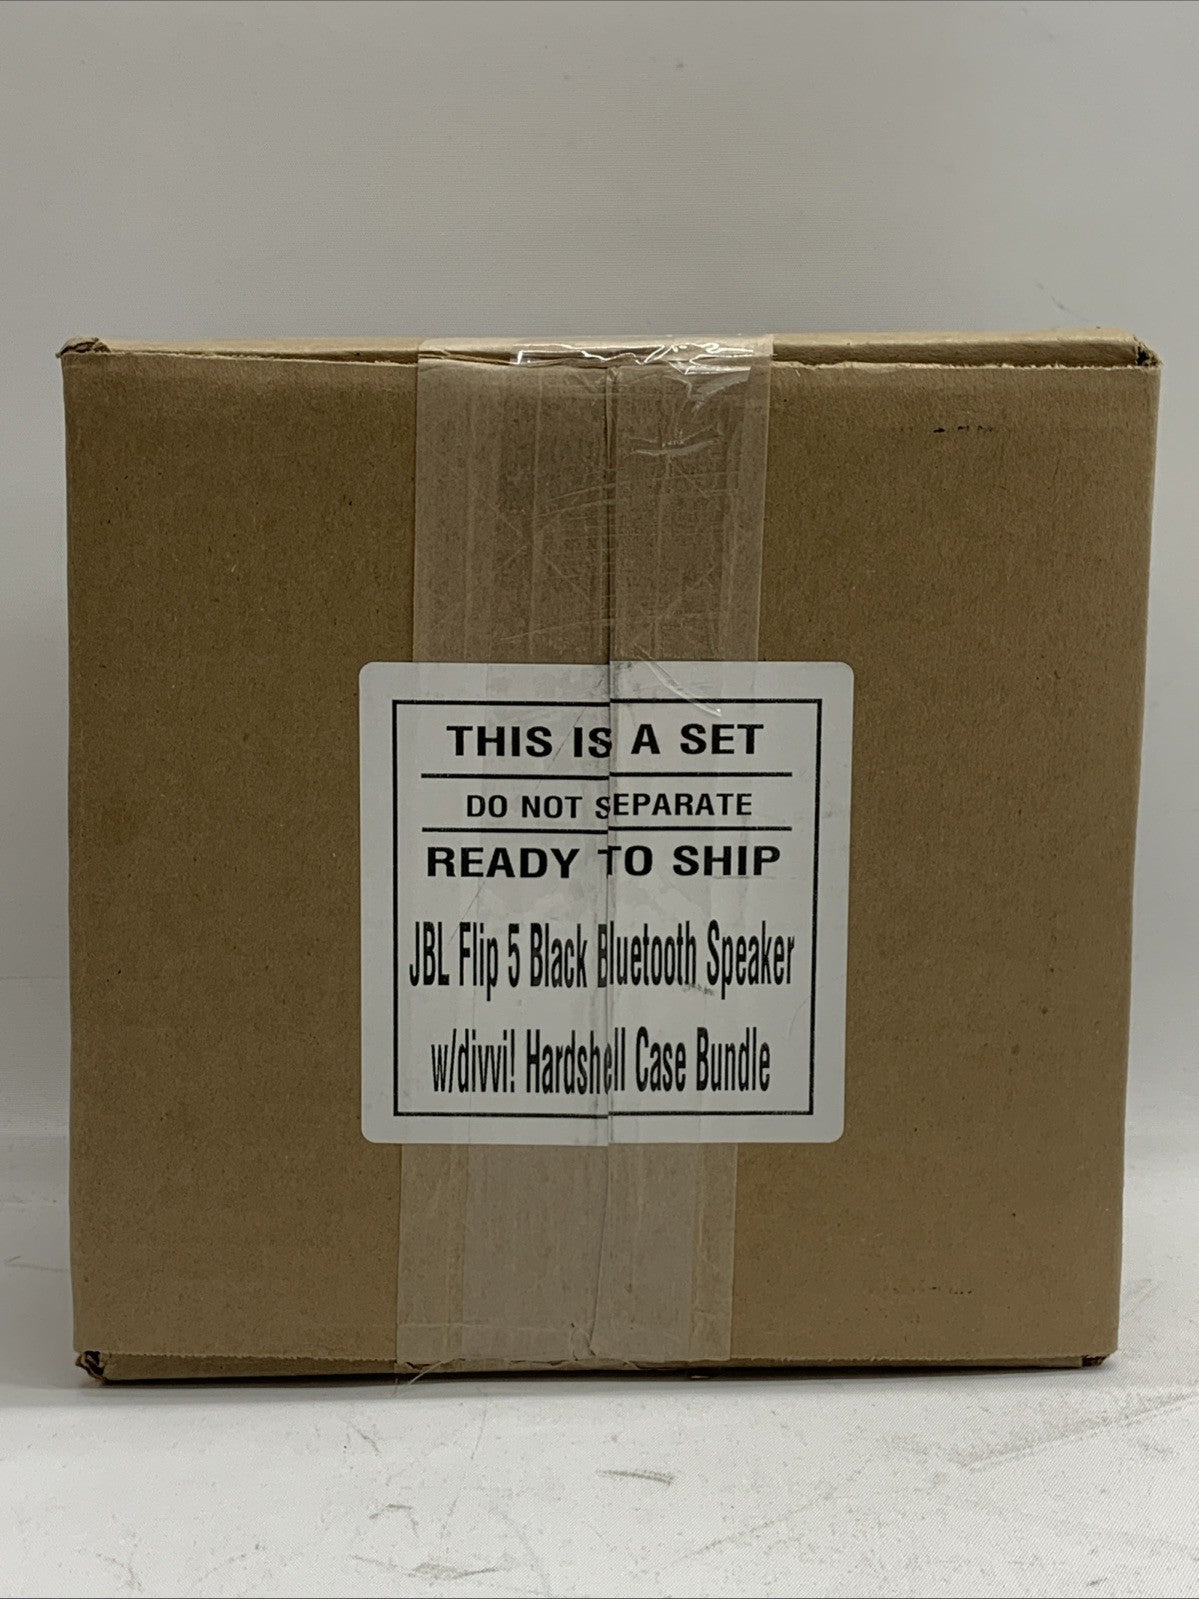 THIS IS A SET
DO NOT SEPARATE
READY TO SHIP
JBL Flip 5 Black Bluetooth Speaker
w/divvi! Hardshell Case Bundle